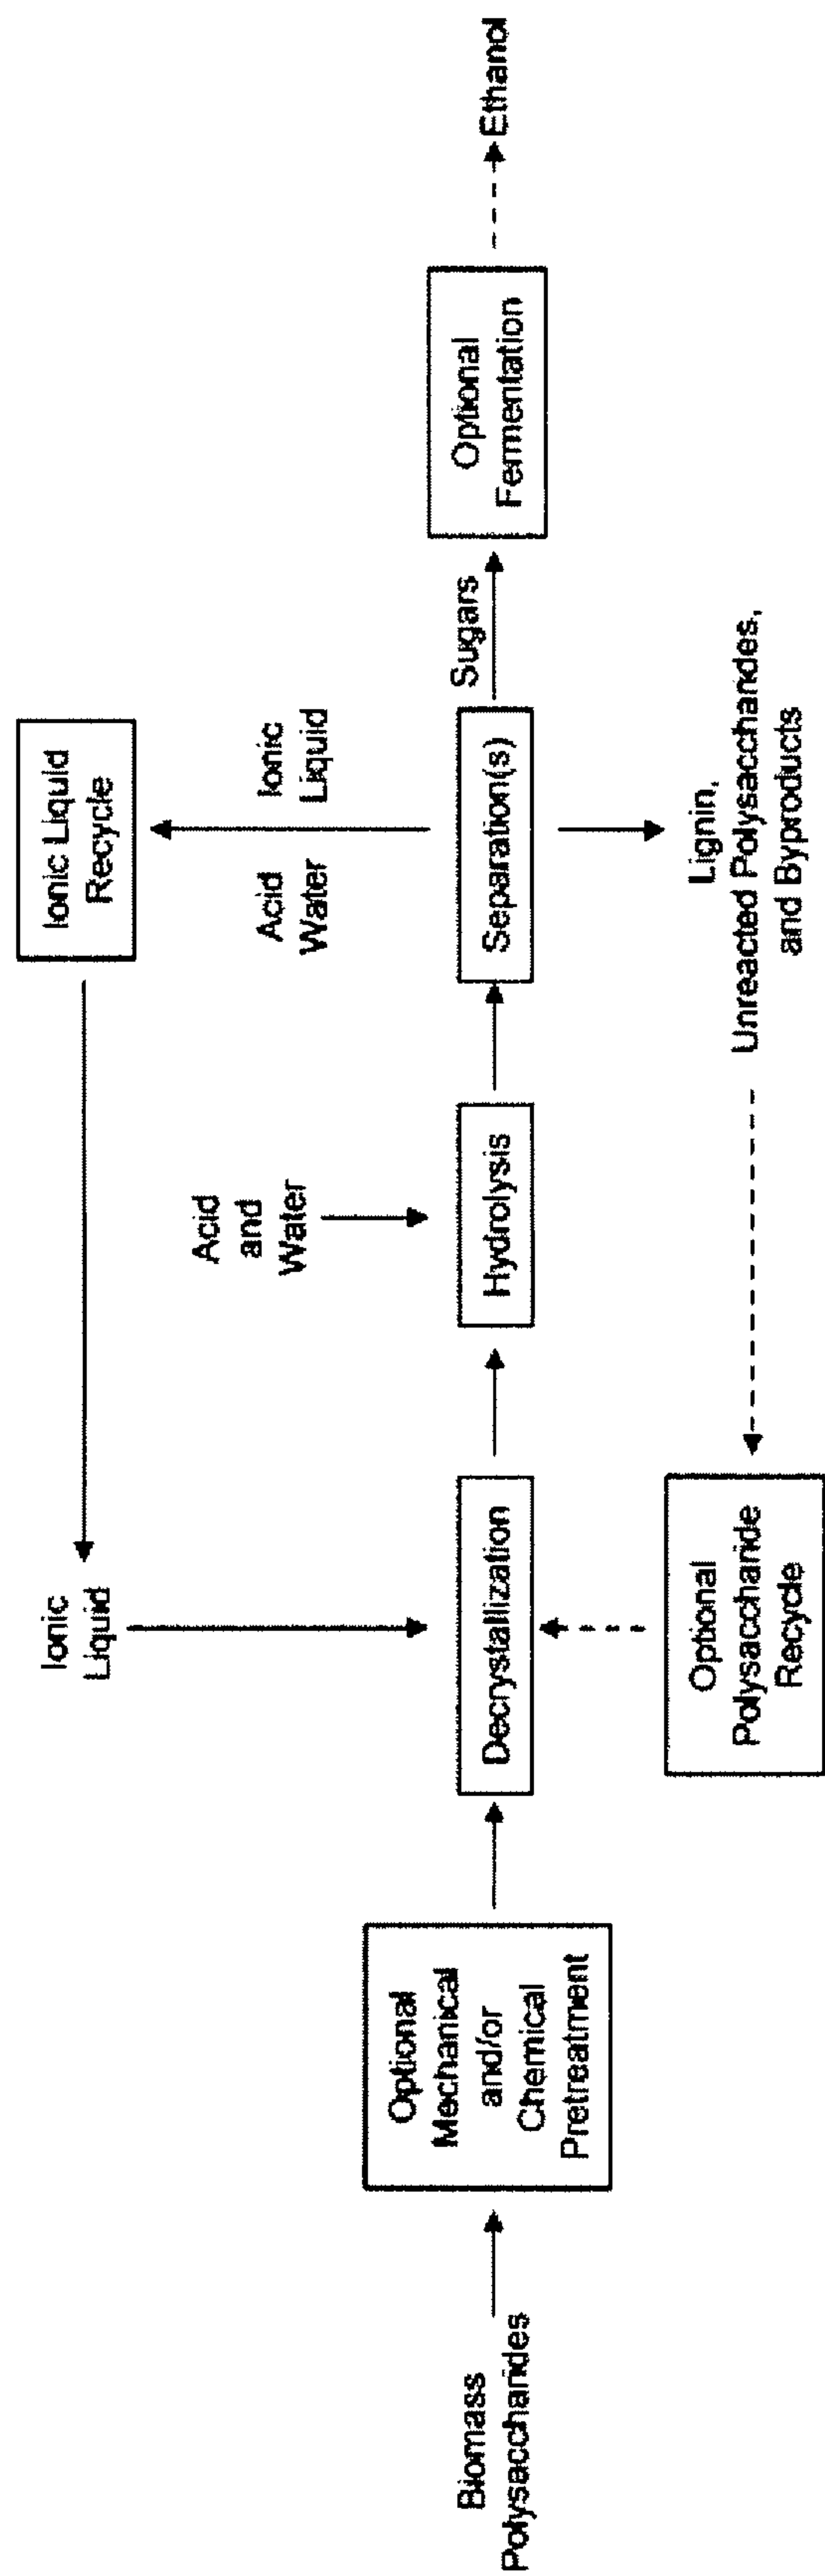 Biomass
Polysaccharides
Optional
Mechanical
and/or
Chemical
Pretreatment
Ionic
Liquid
Decrystallization
Optional
Polysaccharide
Recycle
Acid
and
Water
Hydrolysis
Ionic Liquid
Recycle
Acid
Water
Ionic
Liquid
Separation(s)
Lignin,
Unreacted Polysaccharides,
and Byproducts
Sugars
Optional
Fermentation
Ethanol